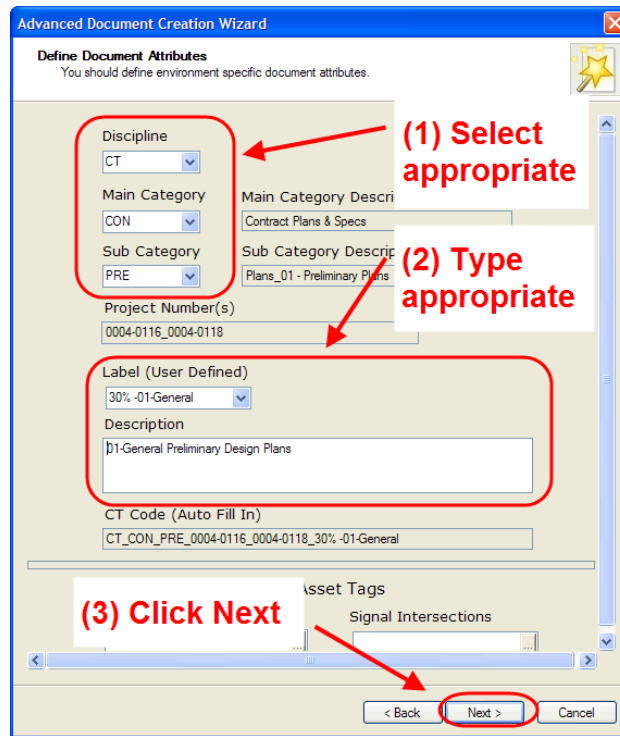 Advanced Document Creation Wizard
Define Document Attributes
You should define environment specific document attributes.
(1) Select
appropriate
Discipline
CT
Main Category
Main Category Descri
CON
Contract Plans & Specs
Sub Category
Sub Category Descrip
PRE
Plans_01 - Preliminary Plans
(2) Type
appropriate
Project Number(s)
0004-0116_0004-0118
Label (User Defined)
30% -01-General
Description
01-General Preliminary Design Plans
CT Code (Auto Fill In)
CT_CON_PRE_0004-0116_0004-0118_30% -01-General
Asset Tags
(3) Click Next
Signal Intersections
...
...
< Back
Next >
Cancel